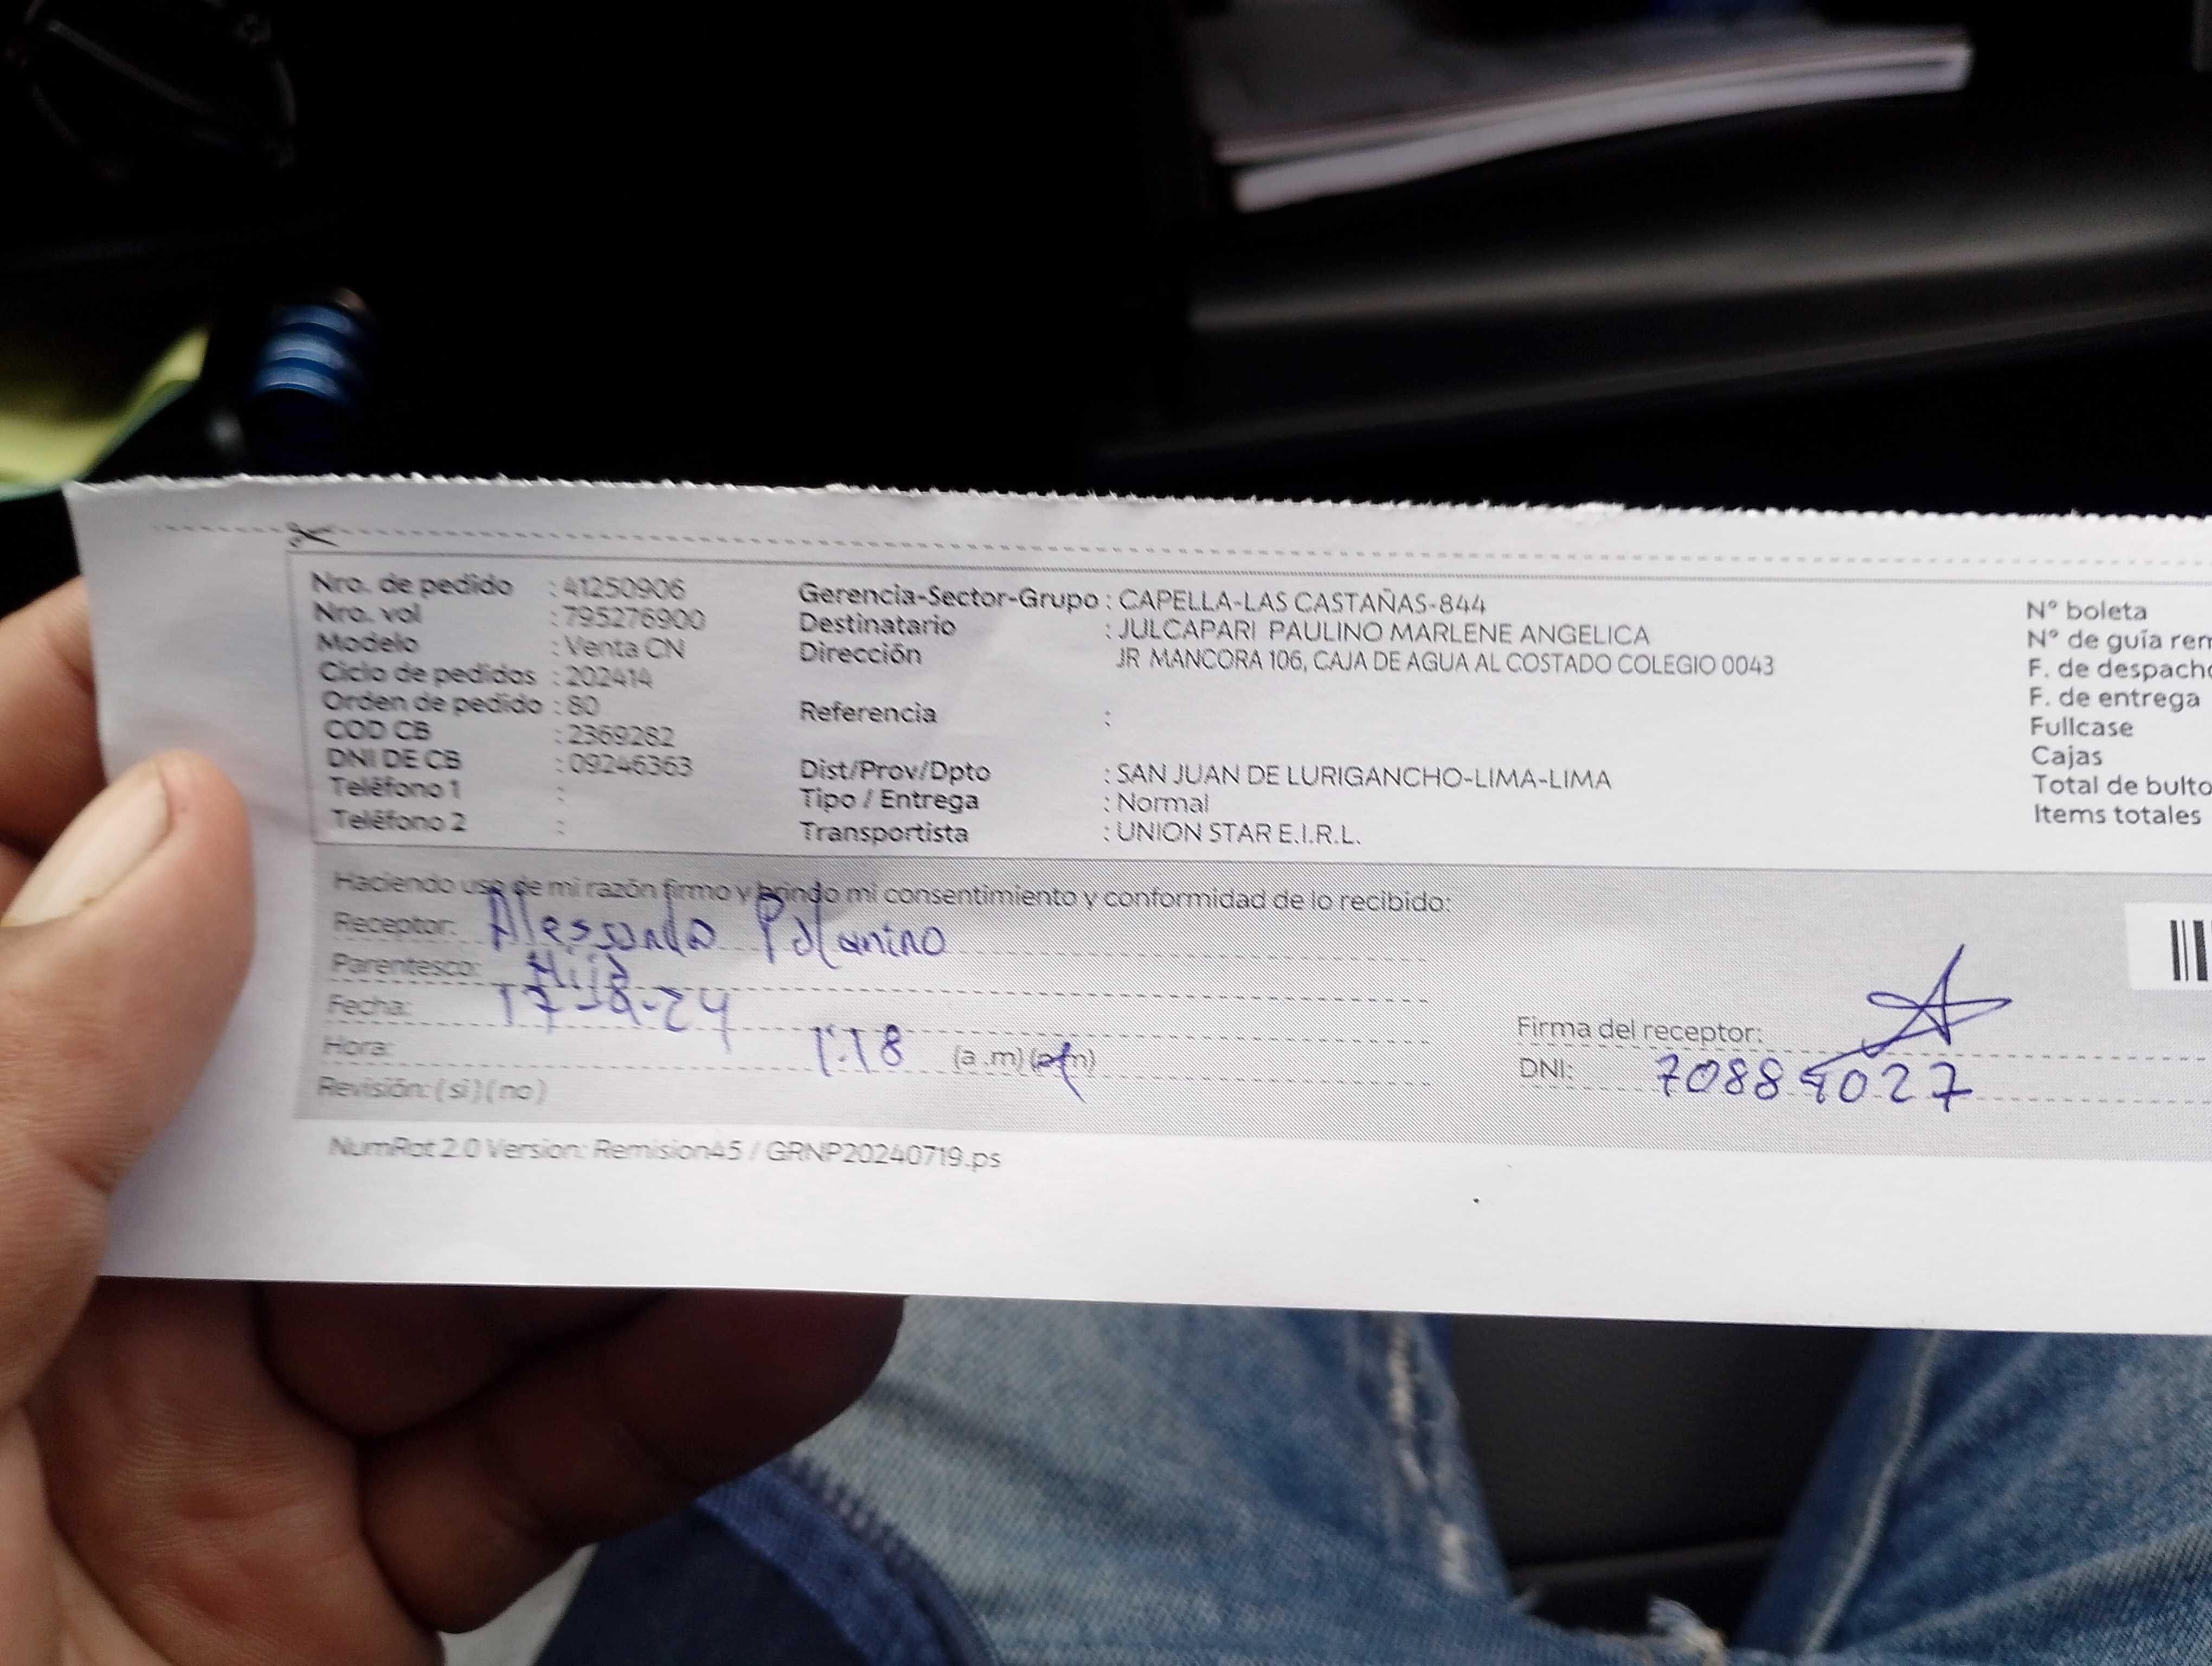 Nro. de pedido : 41250906
Nro. vol : 795276900
Modelo : Venta CN
Ciclo de pedidos : 202414
Orden de pedido : 80
COD CB : 2369282
DNI DE CB : 09246363
Teléfono 1 :
Teléfono 2 :
Gerencia-Sector-Grupo : CAPELLA-LAS CASTAÑAS-844
Destinatario : JULCAPARI PAULINO MARLENE ANGELICA
Dirección JR MANCORA 106, CAJA DE AGUA AL COSTADO COLEGIO 0043
Referencia :
Dist/Prov/Dpto : SAN JUAN DE LURIGANCHO-LIMA-LIMA
Tipo / Entrega : Normal
Transportista : UNION STAR E.I.R.L.
N° boleta
N° de guía rem
F. de despacho
F. de entrega
Fullcase
Cajas
Total de bulto
Items totales
Haciendo uso de mi razón firmo y brindo mi consentimiento y conformidad de lo recibido:
Receptor:
Parentesco: Hijo
Fecha: 17-8-24
Hora: 1:18 (a.m) (p.m)
Revisión: (si) (no)
Firma del receptor:
DNI:
NumRot 2.0 Version: Remision45 / GRNP20240719.ps